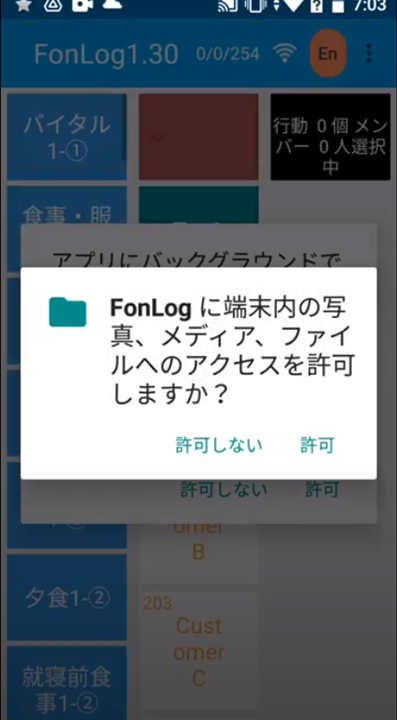 7:03
FonLog1.30 0/0/254 En
バイタル
1-①
行動 0 個 メン
バー 0 人選択
中
食事・服
アプリにバックグラウンドで
FonLog に端末内の写
真、メディア、ファイ
ルへのアクセスを許可
しますか？
許可しない 許可
許可しない 許可
omer
B
夕食1-②
203
Cust
omer
C
就寝前食
事1-②